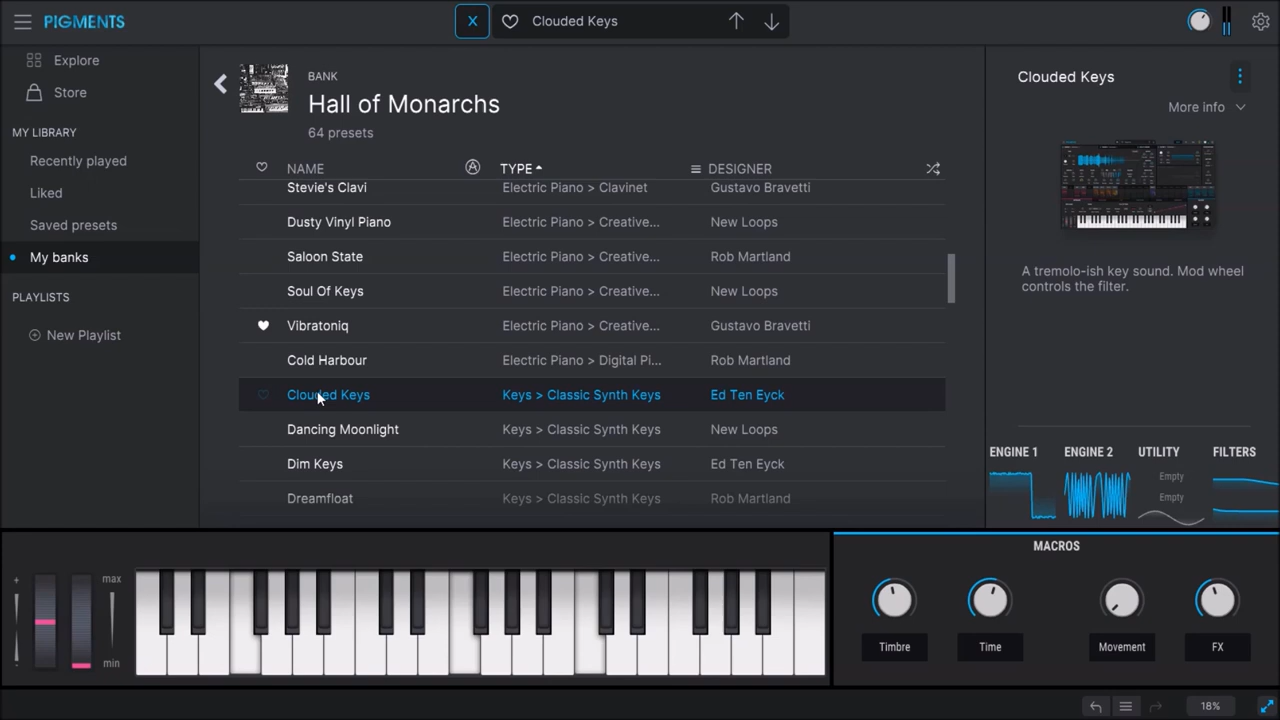 PIGMENTS
X
Clouded Keys
Explore
Store
MY LIBRARY
Recently played
Liked
Saved presets
My banks
PLAYLISTS
New Playlist
BANK
Hall of Monarchs
64 presets
NAME TYPE DESIGNER
Stevie's Clavi Electric Piano > Clavinet Gustavo Bravetti
Dusty Vinyl Piano Electric Piano > Creative... New Loops
Saloon State Electric Piano > Creative... Rob Martland
Soul Of Keys Electric Piano > Creative... New Loops
Vibratoniq Electric Piano > Creative... Gustavo Bravetti
Cold Harbour Electric Piano > Digital Pi... Rob Martland
Clouded Keys Keys > Classic Synth Keys Ed Ten Eyck
Dancing Moonlight Keys > Classic Synth Keys New Loops
Dim Keys Keys > Classic Synth Keys Ed Ten Eyck
Dreamfloat Keys > Classic Synth Keys Rob Martland
Clouded Keys
More info
A tremolo-ish key sound. Mod wheel
controls the filter.
ENGINE 1 ENGINE 2 UTILITY FILTERS
Empty
Empty
+ max
- min
MACROS
Timbre Time Movement FX
18%